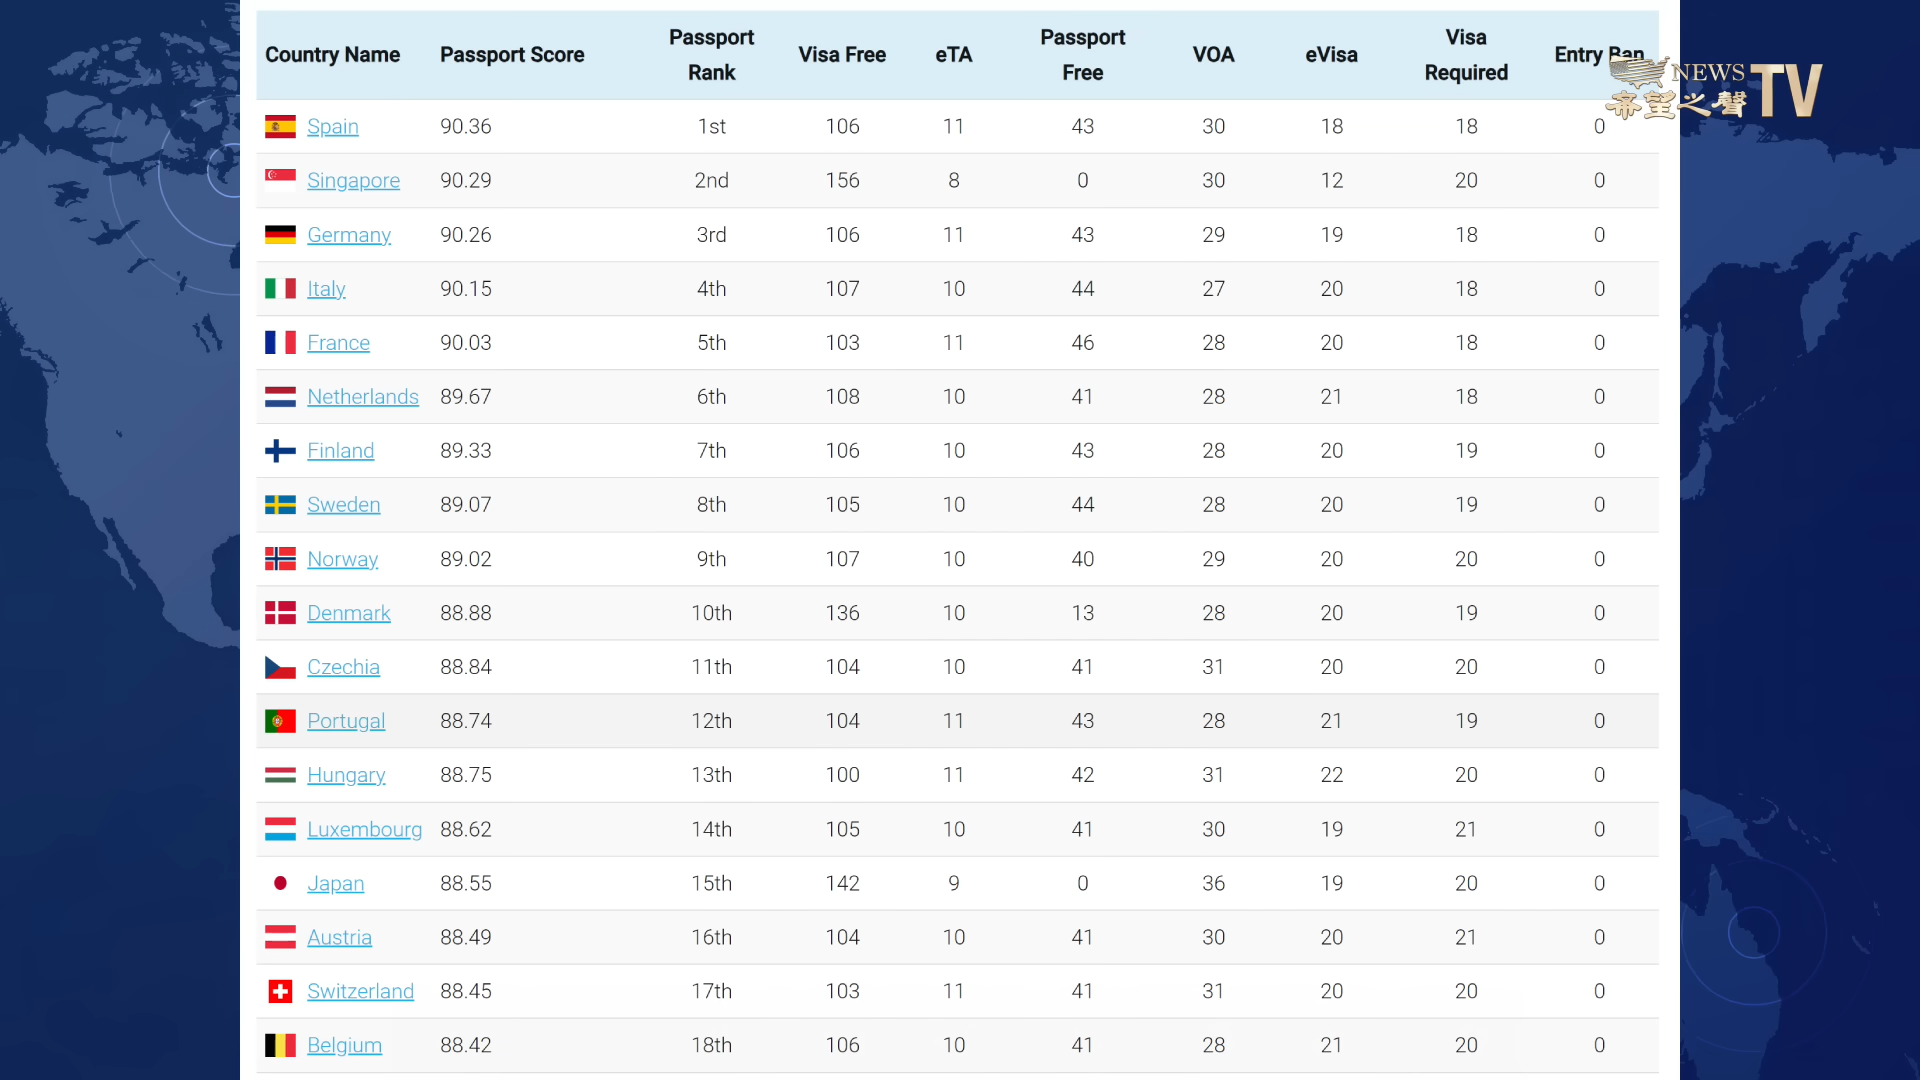 Country Name Passport Score Passport Rank Visa Free eTA Passport Free VOA eVisa Visa Required Entry Ban
NEWS TV
希望之聲
Spain 90.36 1st 106 11 43 30 18 18 0
Singapore 90.29 2nd 156 8 0 30 12 20 0
Germany 90.26 3rd 106 11 43 29 19 18 0
Italy 90.15 4th 107 10 44 27 20 18 0
France 90.03 5th 103 11 46 28 20 18 0
Netherlands 89.67 6th 108 10 41 28 21 18 0
Finland 89.33 7th 106 10 43 28 20 19 0
Sweden 89.07 8th 105 10 44 28 20 19 0
Norway 89.02 9th 107 10 40 29 20 20 0
Denmark 88.88 10th 136 10 13 28 20 19 0
Czechia 88.84 11th 104 10 41 31 20 20 0
Portugal 88.74 12th 104 11 43 28 21 19 0
Hungary 88.75 13th 100 11 42 31 22 20 0
Luxembourg 88.62 14th 105 10 41 30 19 21 0
Japan 88.55 15th 142 9 0 36 19 20 0
Austria 88.49 16th 104 10 41 30 20 21 0
Switzerland 88.45 17th 103 11 41 31 20 20 0
Belgium 88.42 18th 106 10 41 28 21 20 0